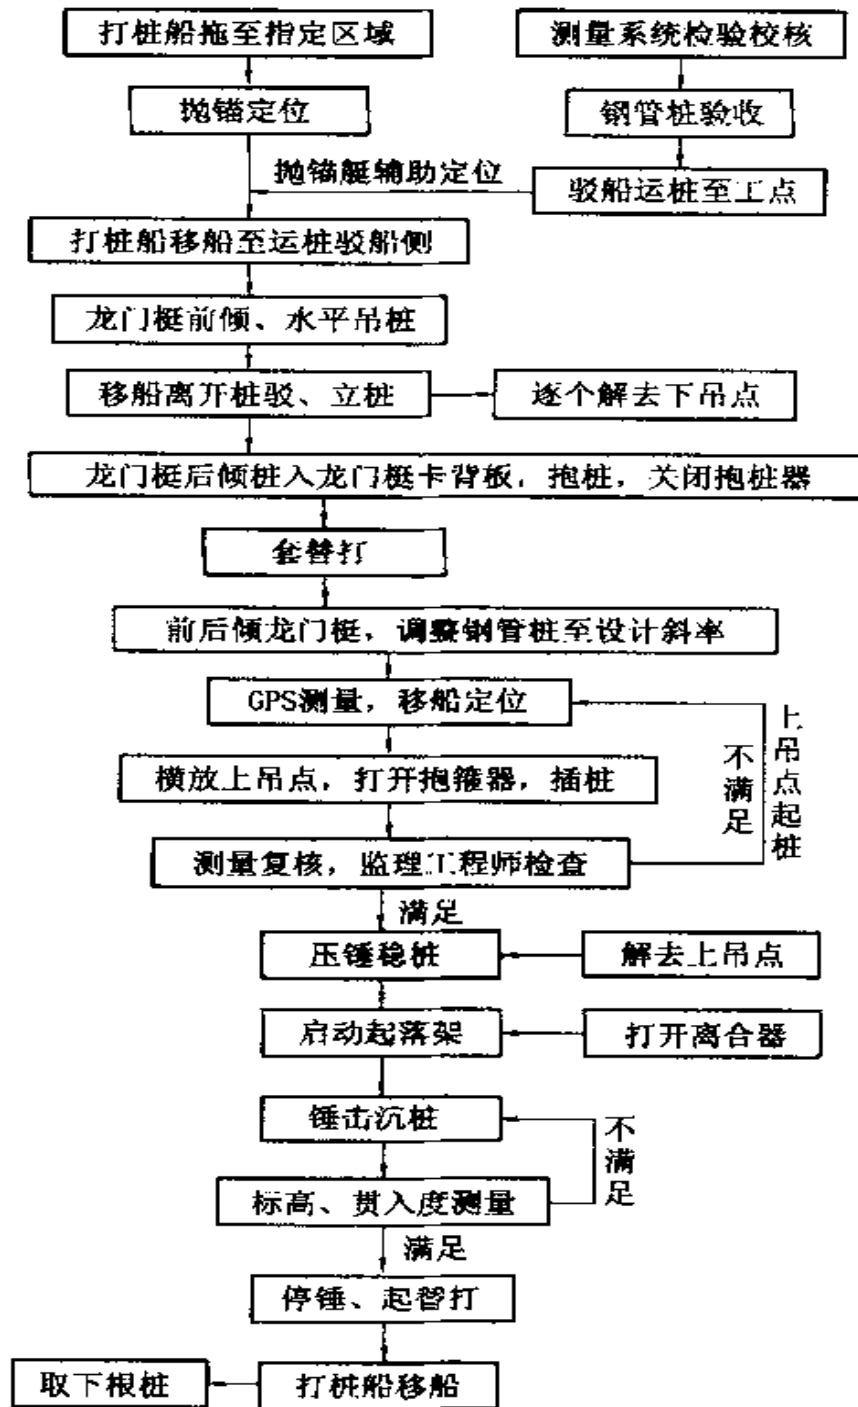 打桩船拖至指定区域
测量系统检验校核
抛锚定位
钢管桩验收
抛锚艇辅助定位
驳船运桩至工点
打桩船移船至运桩驳船侧
龙门梃前倾、水平吊桩
移船离开桩驳、立桩
逐个解去下吊点
龙门梃后倾桩入龙门梃卡背板，抱桩，关闭抱桩器
套替打
前后倾龙门梃，调整钢管桩至设计斜率
GPS测量，移船定位
横放上吊点，打开抱箍器，插桩
不满足
上吊点起桩
测量复核，监理工程师检查
满足
压锤稳桩
解去上吊点
启动起落架
打开离合器
锤击沉桩
不满足
标高、贯入度测量
满足
停锤、起替打
取下根桩
打桩船移船